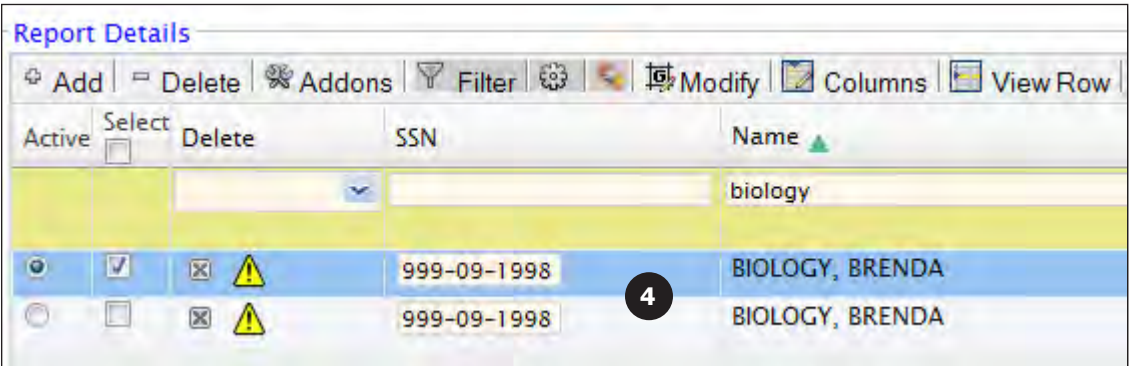 Report Details
Add Delete Addons Filter Modify Columns View Row
Active Select Delete SSN Name
biology
999-09-1998 BIOLOGY, BRENDA
4
999-09-1998 BIOLOGY, BRENDA